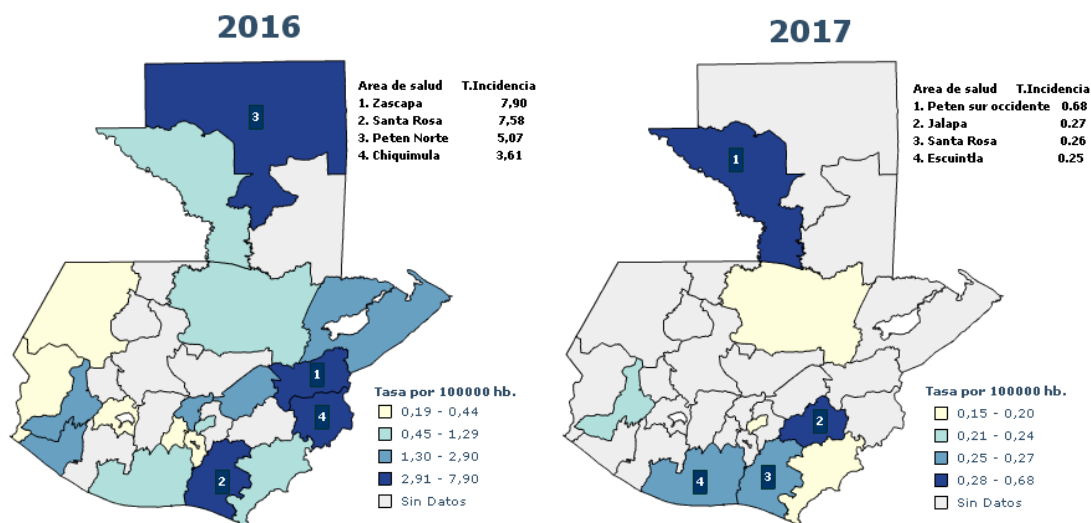 2016
Area de salud T.Incidencia
1. Zascapa 7,90
2. Santa Rosa 7,58
3. Peten Norte 5,07
4. Chiquimula 3,61
3
1
4
2
Tasa por 100000 hb.
0,19 - 0,44
0,45 - 1,29
1,30 - 2,90
2,91 - 7,90
Sin Datos
2017
Area de salud T.Incidencia
1. Peten sur occidente 0.68
2. Jalapa 0.27
3. Santa Rosa 0.26
4. Escuintla 0.25
1
2
3
4
Tasa por 100000 hb.
0,15 - 0,20
0,21 - 0,24
0,25 - 0,27
0,28 - 0,68
Sin Datos